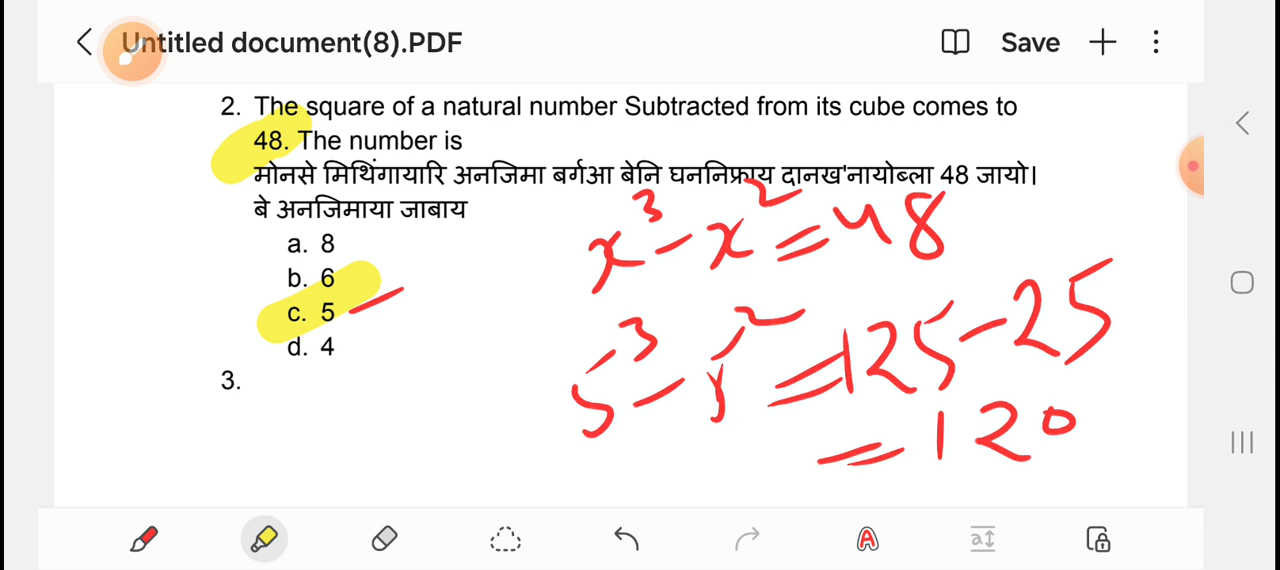 Untitled document(8).PDF
Save
2. The square of a natural number Subtracted from its cube comes to
48. The number is
मोनसे मिथिंगायारि अनजिमा बर्गआ बेनि घननिफ्राय दानख'नायोब्ला 48 जायो।
बे अनजिमाया जाबाय
a. 8
b. 6
c. 5
d. 4
3.
x³-x²=48
5³-5²=125-25
=120
A
a